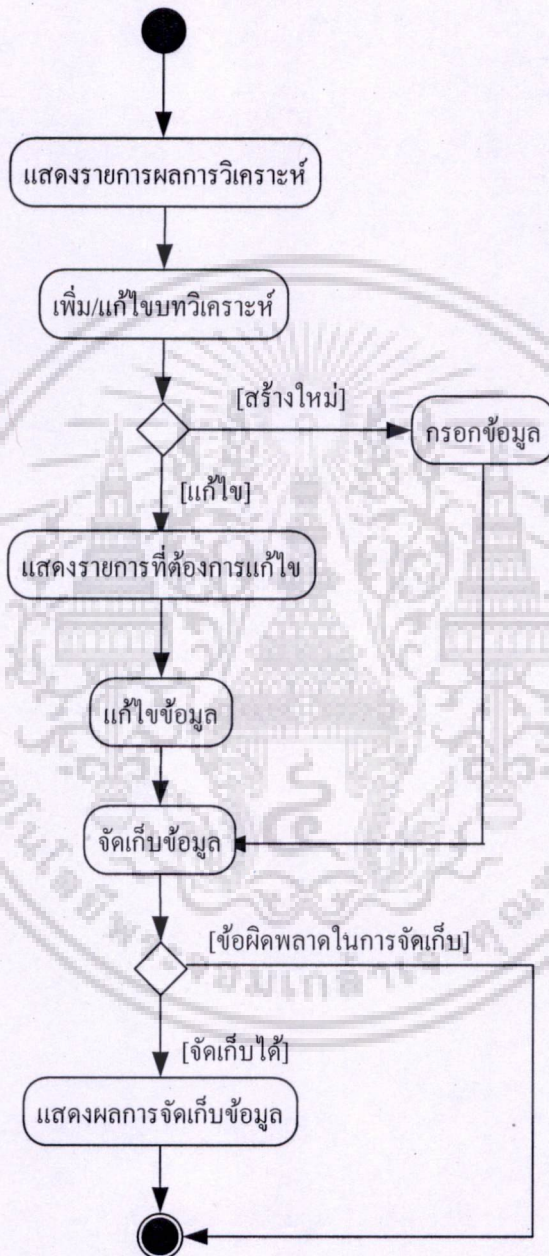 แสดงรายการผลการวิเคราะห์
เพิ่ม/แก้ไขบทวิเคราะห์
[สร้างใหม่]
กรอกข้อมูล
[แก้ไข]
แสดงรายการที่ต้องการแก้ไข
แก้ไขข้อมูล
จัดเก็บข้อมูล
[ข้อผิดพลาดในการจัดเก็บ]
[จัดเก็บได้]
แสดงผลการจัดเก็บข้อมูล